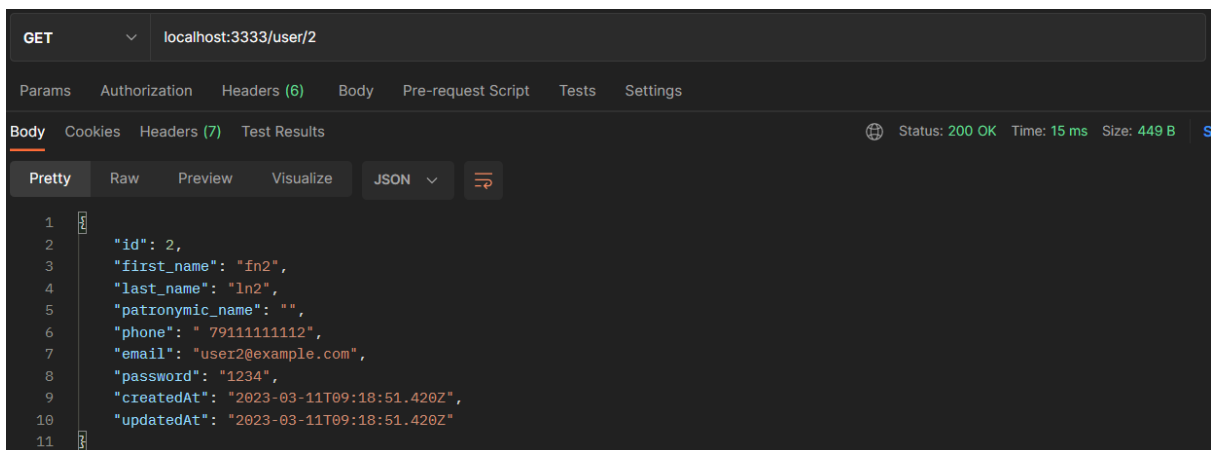 GET localhost:3333/user/2
Params Authorization Headers (6) Body Pre-request Script Tests Settings
Body Cookies Headers (7) Test Results Status: 200 OK Time: 15 ms Size: 449 B S
Pretty Raw Preview Visualize JSON
1 {
2 "id": 2,
3 "first_name": "fn2",
4 "last_name": "ln2",
5 "patronymic_name": "",
6 "phone": " 79111111112",
7 "email": "user2@example.com",
8 "password": "1234",
9 "createdAt": "2023-03-11T09:18:51.420Z",
10 "updatedAt": "2023-03-11T09:18:51.420Z"
11 }